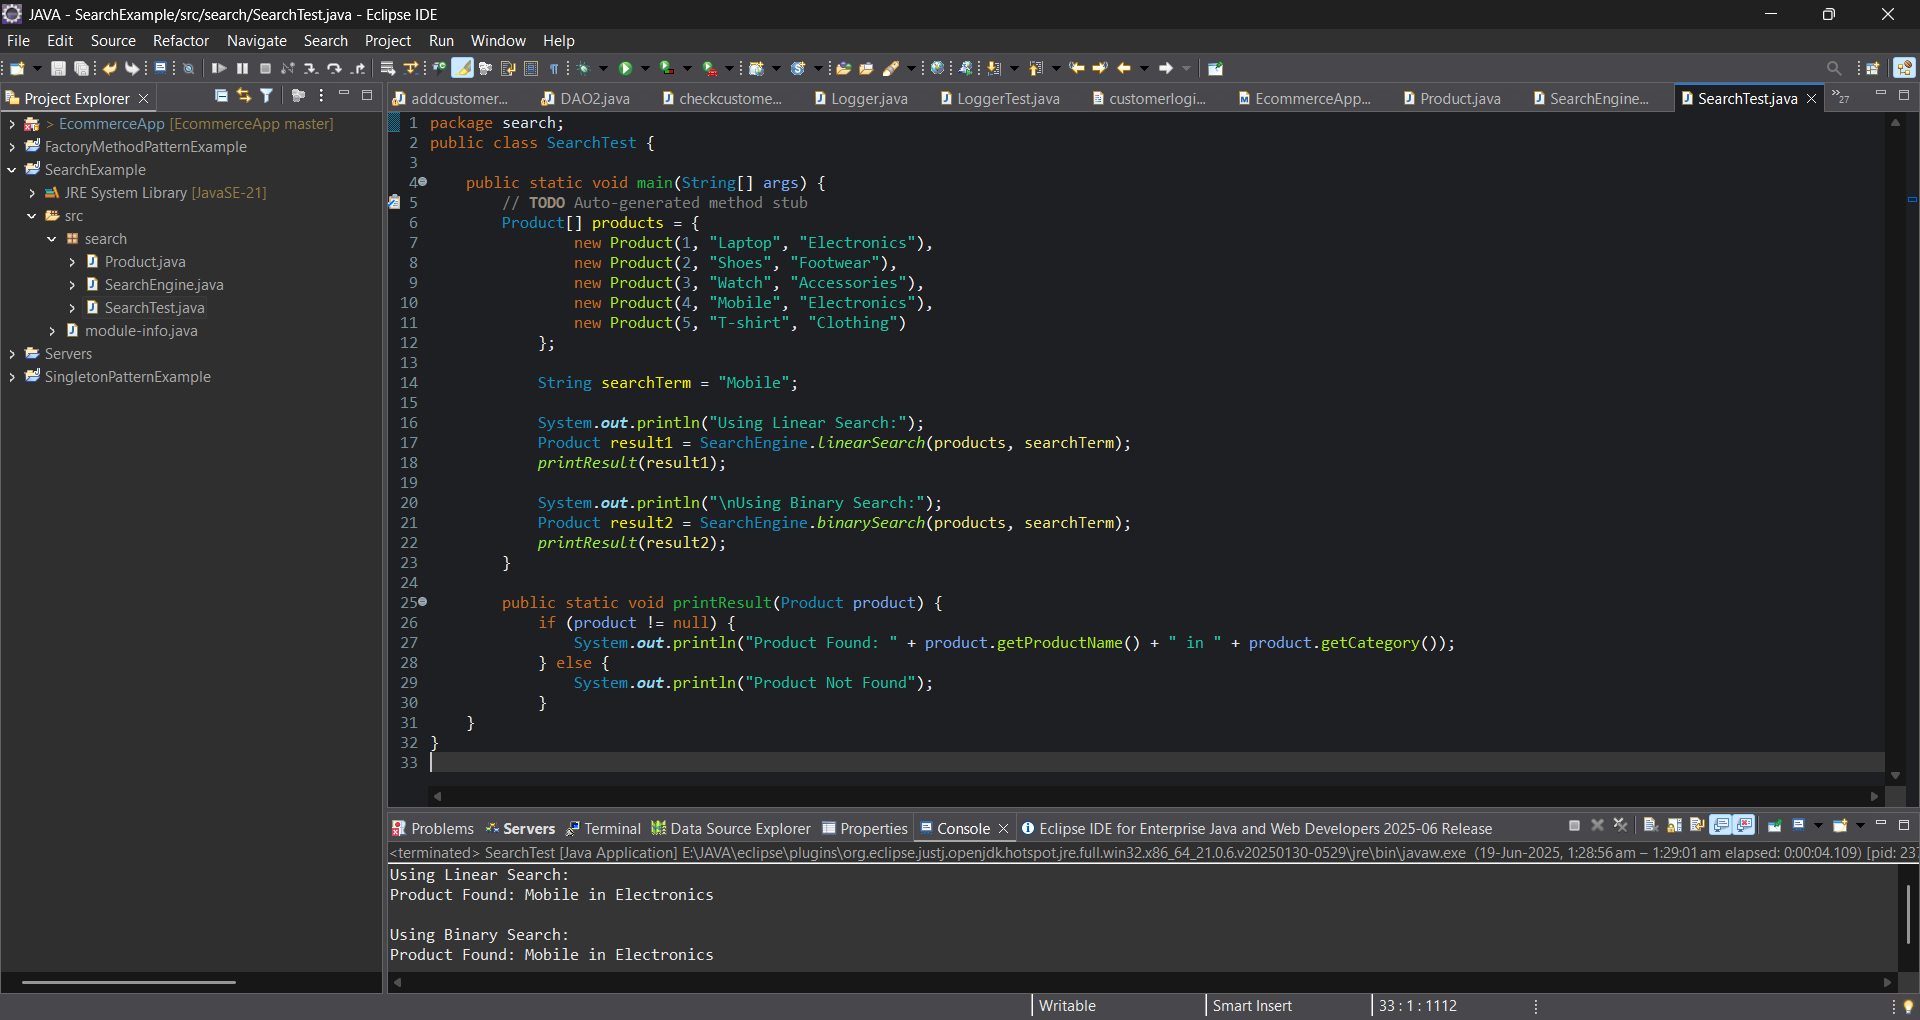 JAVA - SearchExample/src/search/SearchTest.java - Eclipse IDE
File Edit Source Refactor Navigate Search Project Run Window Help
Project Explorer
> EcommerceApp [EcommerceApp master]
FactoryMethodPatternExample
SearchExample
JRE System Library [JavaSE-21]
src
search
Product.java
SearchEngine.java
SearchTest.java
module-info.java
Servers
SingletonPatternExample
addcustomer... DAO2.java checkcustome... Logger.java LoggerTest.java customerlogi... EcommerceApp... Product.java SearchEngine... SearchTest.java »27
1 package search;
2 public class SearchTest {
3
4 public static void main(String[] args) {
5 // TODO Auto-generated method stub
6 Product[] products = {
7 new Product(1, "Laptop", "Electronics"),
8 new Product(2, "Shoes", "Footwear"),
9 new Product(3, "Watch", "Accessories"),
10 new Product(4, "Mobile", "Electronics"),
11 new Product(5, "T-shirt", "Clothing")
12 };
13
14 String searchTerm = "Mobile";
15
16 System.out.println("Using Linear Search:");
17 Product result1 = SearchEngine.linearSearch(products, searchTerm);
18 printResult(result1);
19
20 System.out.println("\nUsing Binary Search:");
21 Product result2 = SearchEngine.binarySearch(products, searchTerm);
22 printResult(result2);
23 }
24
25 public static void printResult(Product product) {
26 if (product != null) {
27 System.out.println("Product Found: " + product.getProductName() + " in " + product.getCategory());
28 } else {
29 System.out.println("Product Not Found");
30 }
31 }
32 }
33
Problems Servers Terminal Data Source Explorer Properties Console Eclipse IDE for Enterprise Java and Web Developers 2025-06 Release
<terminated> SearchTest [Java Application] E:\JAVA\eclipse\plugins\org.eclipse.justj.openjdk.hotspot.jre.full.win32.x86_64_21.0.6.v20250130-0529\jre\bin\javaw.exe (19-Jun-2025, 1:28:56 am – 1:29:01 am elapsed: 0:00:04.109) [pid: 237
Using Linear Search:
Product Found: Mobile in Electronics
Using Binary Search:
Product Found: Mobile in Electronics
Writable Smart Insert 33 : 1 : 1112